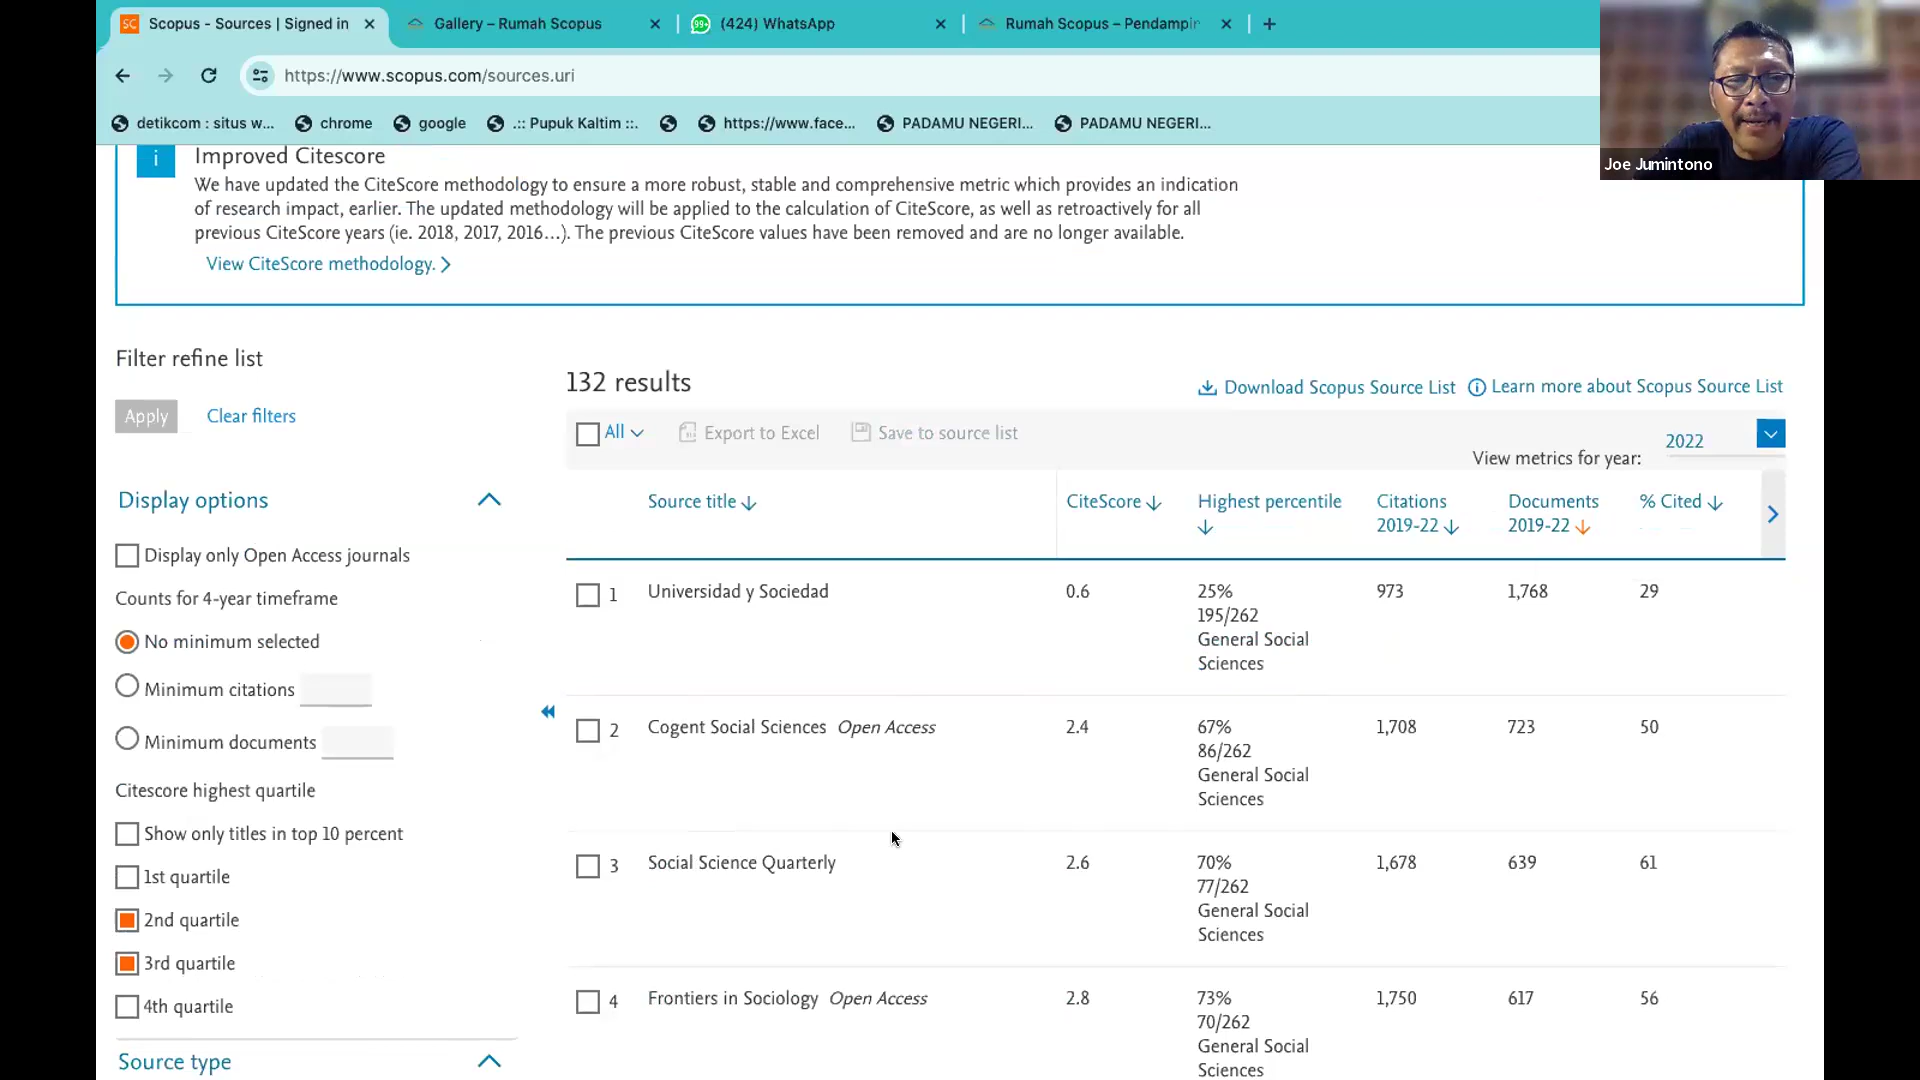 Scopus - Sources | Signed in
Gallery – Rumah Scopus
99+ (424) WhatsApp
Rumah Scopus – Pendampin
https://www.scopus.com/sources.uri
detikcom : situs w...
chrome
google
.:: Pupuk Kaltim ::.
https://www.face...
PADAMU NEGERI...
PADAMU NEGERI...
Joe Jumintono
Improved Citescore
We have updated the CiteScore methodology to ensure a more robust, stable and comprehensive metric which provides an indication
of research impact, earlier. The updated methodology will be applied to the calculation of CiteScore, as well as retroactively for all
previous CiteScore years (ie. 2018, 2017, 2016...). The previous CiteScore values have been removed and are no longer available.
View CiteScore methodology.
Filter refine list
Apply
Clear filters
Display options
Display only Open Access journals
Counts for 4-year timeframe
No minimum selected
Minimum citations
Minimum documents
Citescore highest quartile
Show only titles in top 10 percent
1st quartile
2nd quartile
3rd quartile
4th quartile
Source type
132 results
Download Scopus Source List
Learn more about Scopus Source List
All
Export to Excel
Save to source list
View metrics for year:
2022
Source title
CiteScore
Highest percentile
Citations
2019-22
Documents
2019-22
% Cited
1 Universidad y Sociedad 0.6 25% 973 1,768 29
195/262
General Social
Sciences
2 Cogent Social Sciences Open Access 2.4 67% 1,708 723 50
86/262
General Social
Sciences
3 Social Science Quarterly 2.6 70% 1,678 639 61
77/262
General Social
Sciences
4 Frontiers in Sociology Open Access 2.8 73% 1,750 617 56
70/262
General Social
Sciences